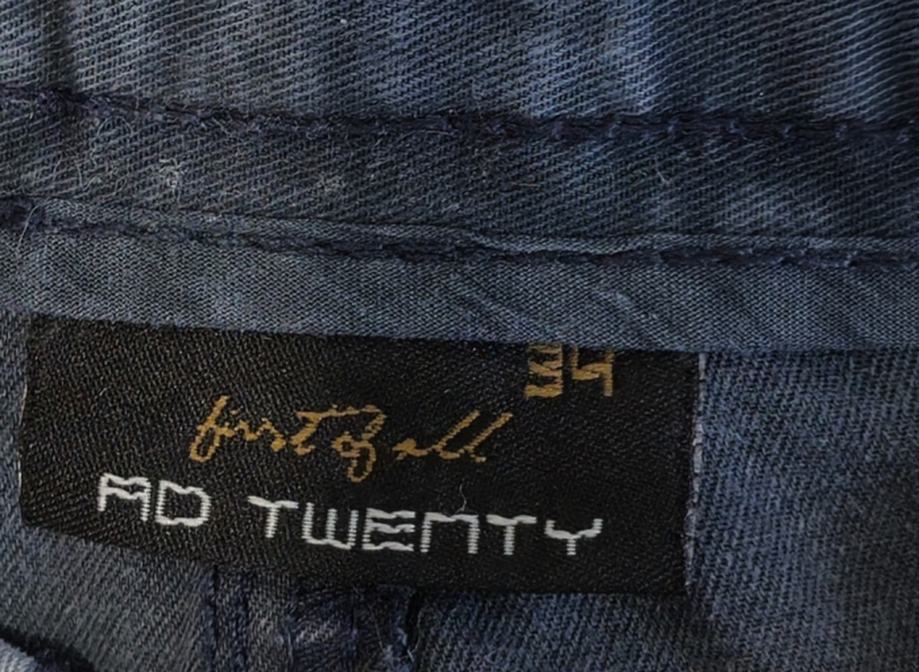 34
first of all
AD TWENTY